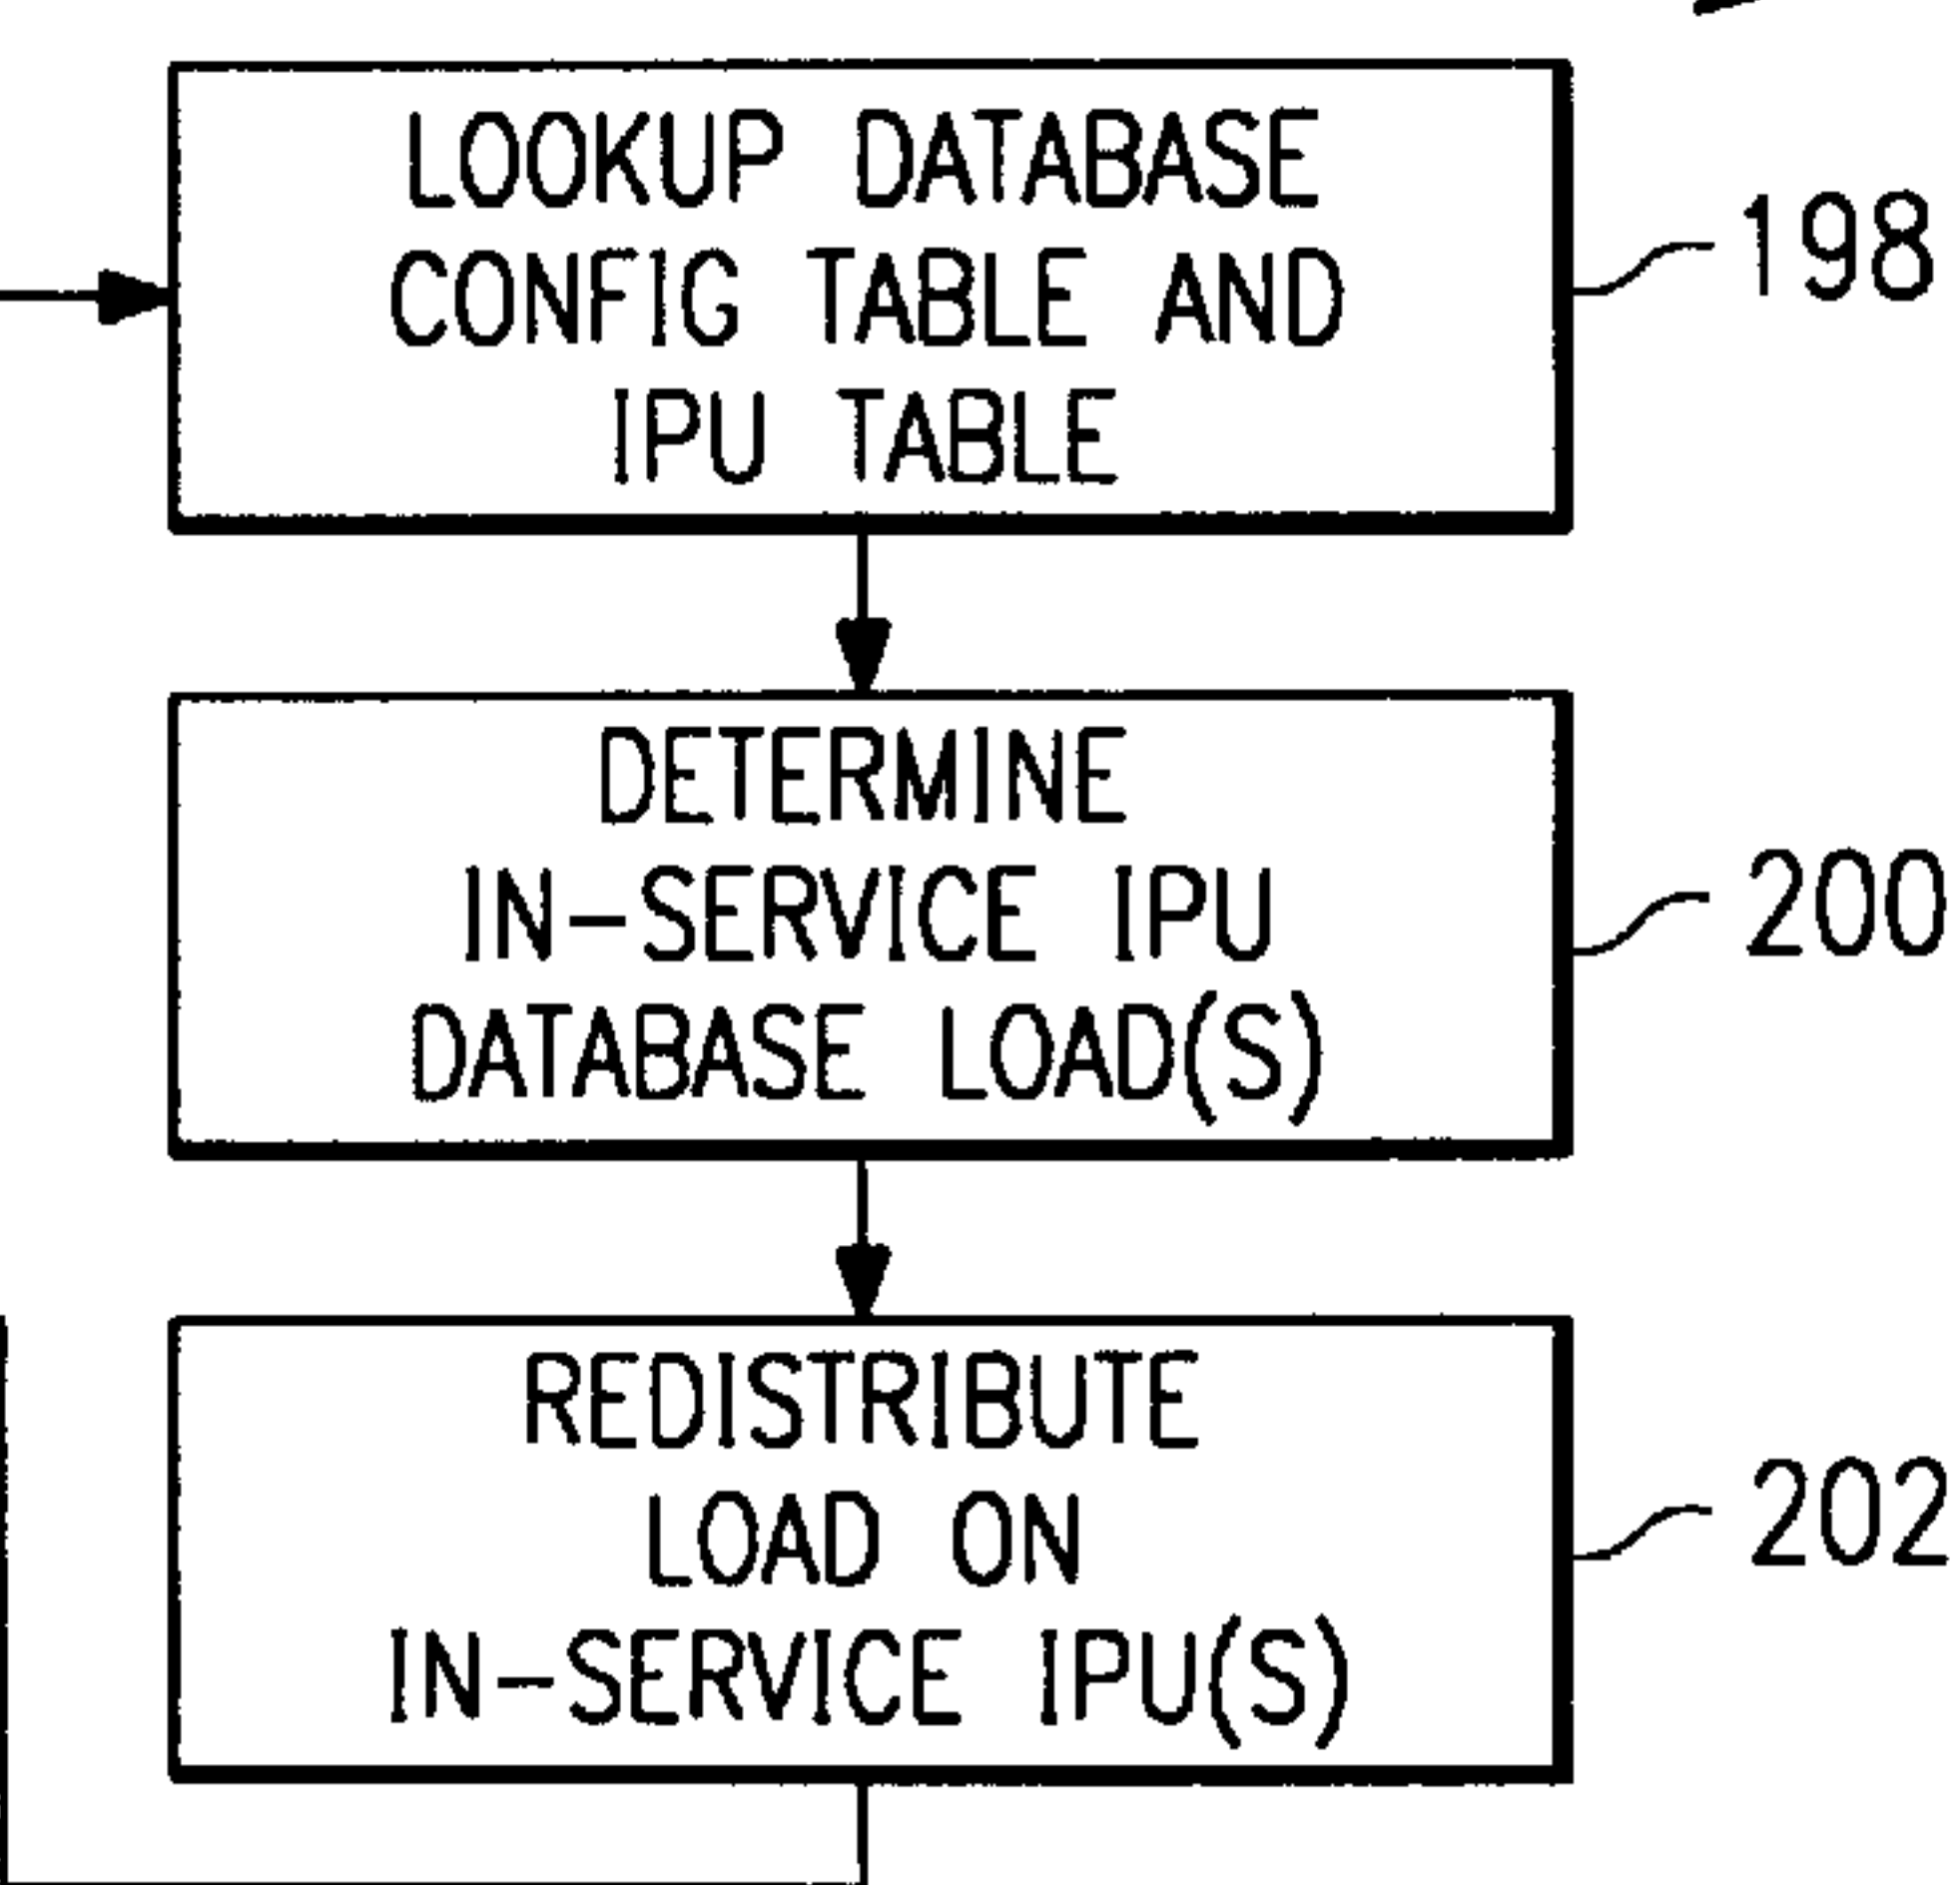 LOOKUP DATABASE
CONFIG TABLE AND
IPU TABLE
198
DETERMINE
IN-SERVICE IPU
DATABASE LOAD(S)
200
REDISTRIBUTE
LOAD ON
IN-SERVICE IPU(S)
202